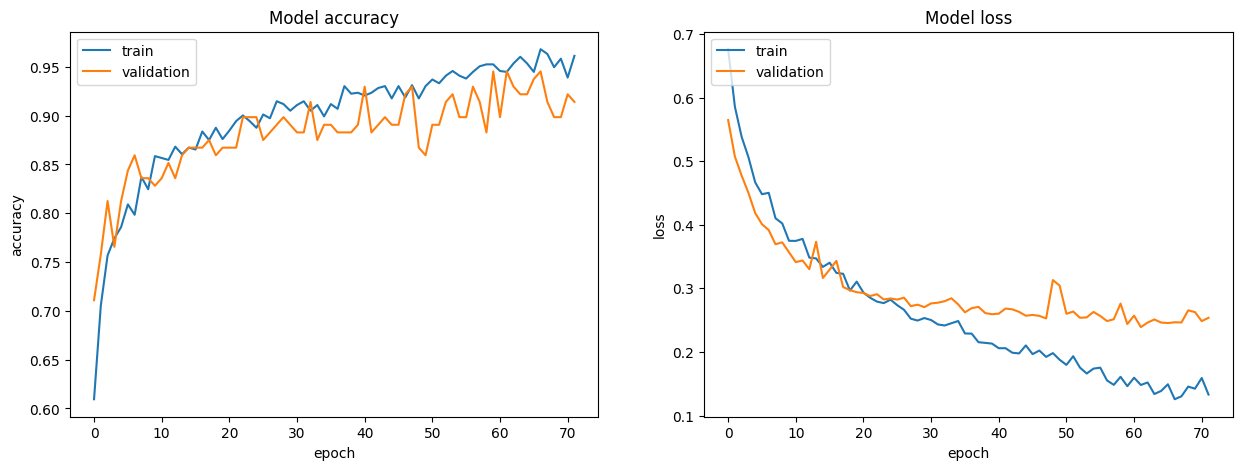 Model accuracy
train
validation
accuracy
0.95
0.90
0.85
0.80
0.75
0.70
0.65
0.60
0 10 20 30 40 50 60 70
epoch
Model loss
train
validation
loss
0.7
0.6
0.5
0.4
0.3
0.2
0.1
0 10 20 30 40 50 60 70
epoch